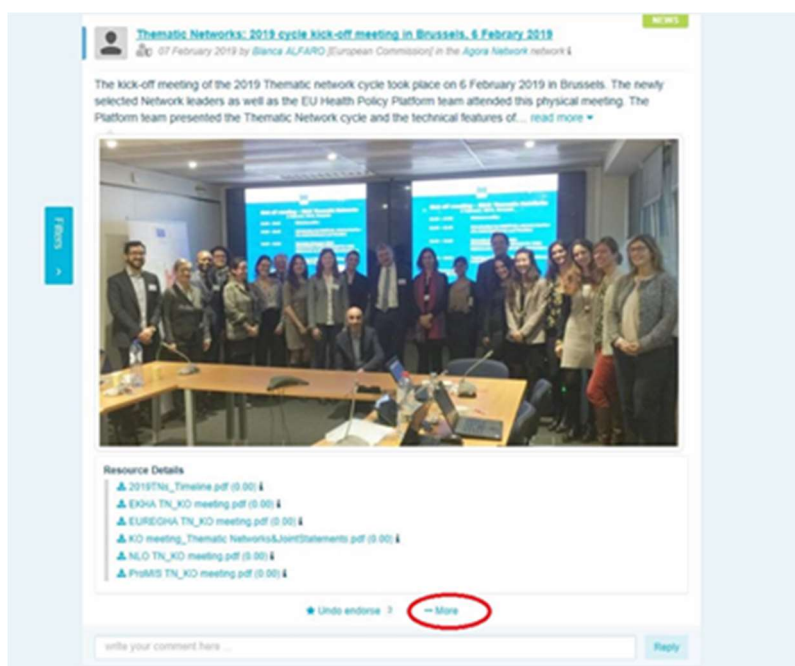 NEWS
Thematic Networks: 2019 cycle kick-off meeting in Brussels, 6 Febrary 2019
07 February 2019 by Blanca ALFARO [European Commission] in the Agora Network network
The kick-off meeting of the 2019 Thematic network cycle took place on 6 February 2019 in Brussels. The newly
selected Network leaders as well as the EU Health Policy Platform team attended this physical meeting. The
Platform team presented the Thematic Network cycle and the technical features of... read more
Filters
Resource Details
2019TNs_Timeline.pdf (0.00)
EKHA TN_KO meeting.pdf (0.00)
EUREGHA TN_KO meeting.pdf (0.00)
KO meeting_Thematic Networks&JointStatements.pdf (0.00)
NLO TN_KO meeting.pdf (0.00)
ProMIS TN_KO meeting.pdf (0.00)
Undo endorse 3 More
write your comment here ...
Reply